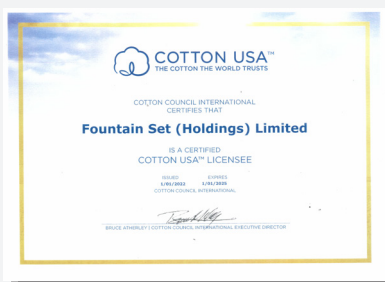 COTTON USA™
THE COTTON THE WORLD TRUSTS
COTTON COUNCIL INTERNATIONAL
CERTIFIES THAT
Fountain Set (Holdings) Limited
IS A CERTIFIED
COTTON USA™ LICENSEE
ISSUED EXPIRES
1/01/2022 1/01/2025
COTTON COUNCIL INTERNATIONAL
BRUCE ATHERLEY | COTTON COUNCIL INTERNATIONAL EXECUTIVE DIRECTOR